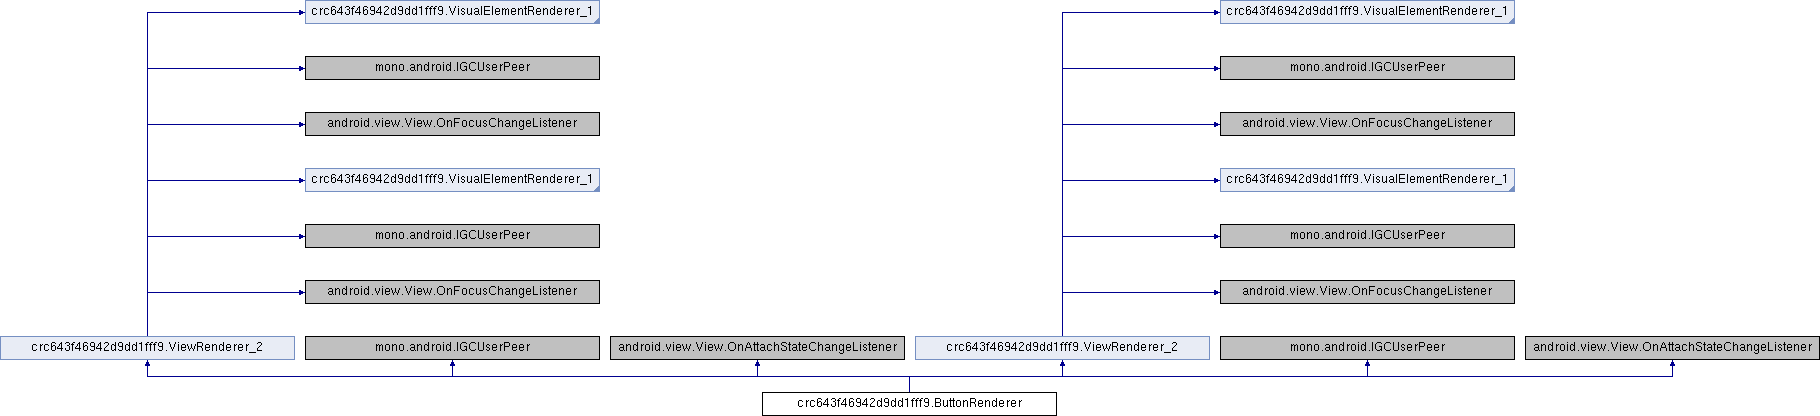 crc643f46942d9dd1fff9.VisualElementRenderer_1
crc643f46942d9dd1fff9.VisualElementRenderer_1
mono.android.IGCUserPeer
mono.android.IGCUserPeer
android.view.View.OnFocusChangeListener
android.view.View.OnFocusChangeListener
crc643f46942d9dd1fff9.VisualElementRenderer_1
crc643f46942d9dd1fff9.VisualElementRenderer_1
mono.android.IGCUserPeer
mono.android.IGCUserPeer
android.view.View.OnFocusChangeListener
android.view.View.OnFocusChangeListener
crc643f46942d9dd1fff9.ViewRenderer_2
mono.android.IGCUserPeer
android.view.View.OnAttachStateChangeListener
crc643f46942d9dd1fff9.ViewRenderer_2
mono.android.IGCUserPeer
android.view.View.OnAttachStateChangeListener
crc643f46942d9dd1fff9.ButtonRenderer